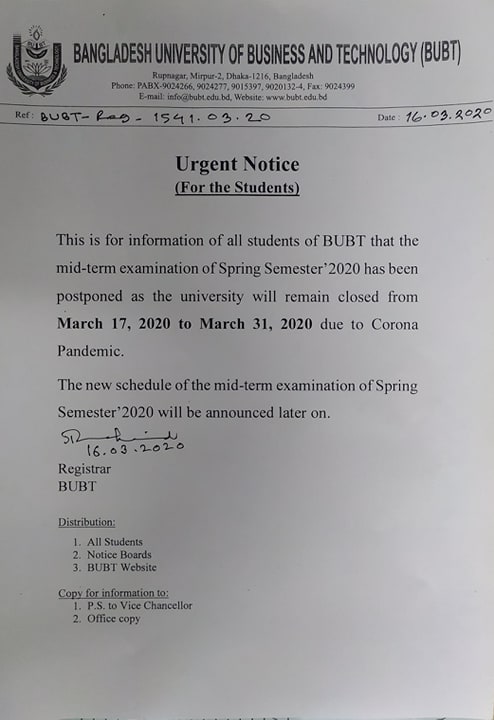 BANGLADESH UNIVERSITY OF BUSINESS AND TECHNOLOGY (BUBT)
Rupnagar, Mirpur-2, Dhaka-1216, Bangladesh
Phone: PABX-9024266, 9024277, 9015397, 9020132-4, Fax: 9024399
E-mail: info@bubt.edu.bd, Website: www.bubt.edu.bd
Ref: BUBT-Reg-1541.03.20 Date: 16.03.2020
Urgent Notice
(For the Students)
This is for information of all students of BUBT that the
mid-term examination of Spring Semester'2020 has been
postponed as the university will remain closed from
March 17, 2020 to March 31, 2020 due to Corona
Pandemic.
The new schedule of the mid-term examination of Spring
Semester'2020 will be announced later on.
16.03.2020
Registrar
BUBT
Distribution:
1. All Students
2. Notice Boards
3. BUBT Website
Copy for information to:
1. P.S. to Vice Chancellor
2. Office copy